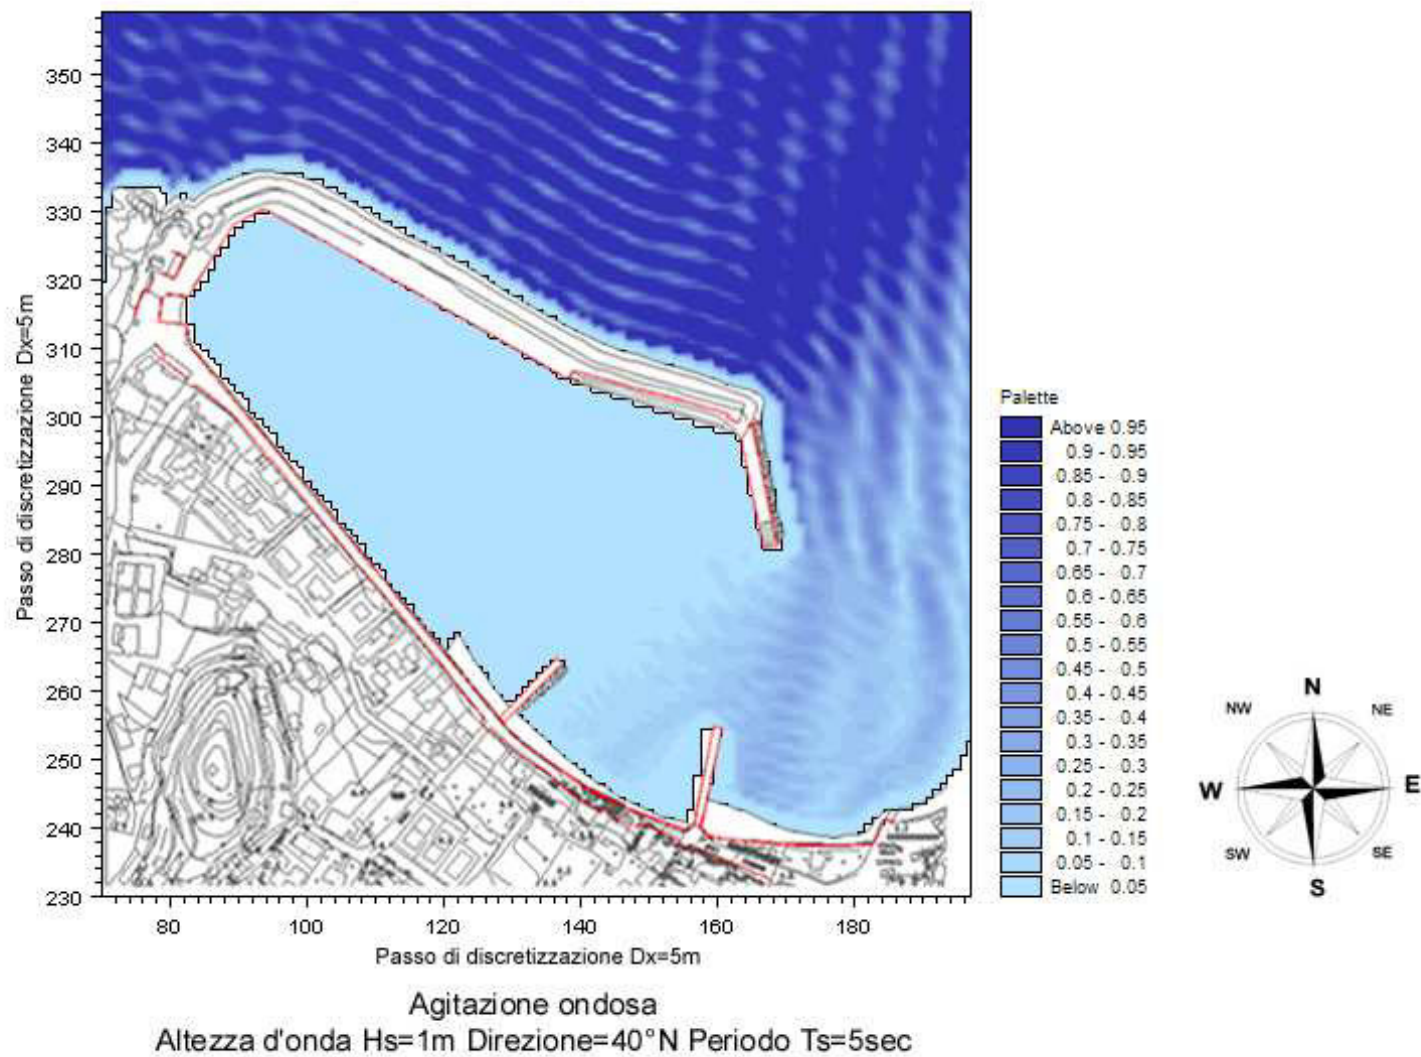 350
340
330
320
310
300
290
280
270
260
250
240
230
Passo di discretizzazione Dx=5m
80 100 120 140 160 180
Passo di discretizzazione Dx=5m
Agitazione ondosa
Altezza d'onda Hs=1m Direzione=40°N Periodo Ts=5sec
Palette
Above 0.95
0.9 - 0.95
0.85 - 0.9
0.8 - 0.85
0.75 - 0.8
0.7 - 0.75
0.65 - 0.7
0.6 - 0.65
0.55 - 0.6
0.5 - 0.55
0.45 - 0.5
0.4 - 0.45
0.35 - 0.4
0.3 - 0.35
0.25 - 0.3
0.2 - 0.25
0.15 - 0.2
0.1 - 0.15
0.05 - 0.1
Below 0.05
N
NW NE
W E
SW SE
S